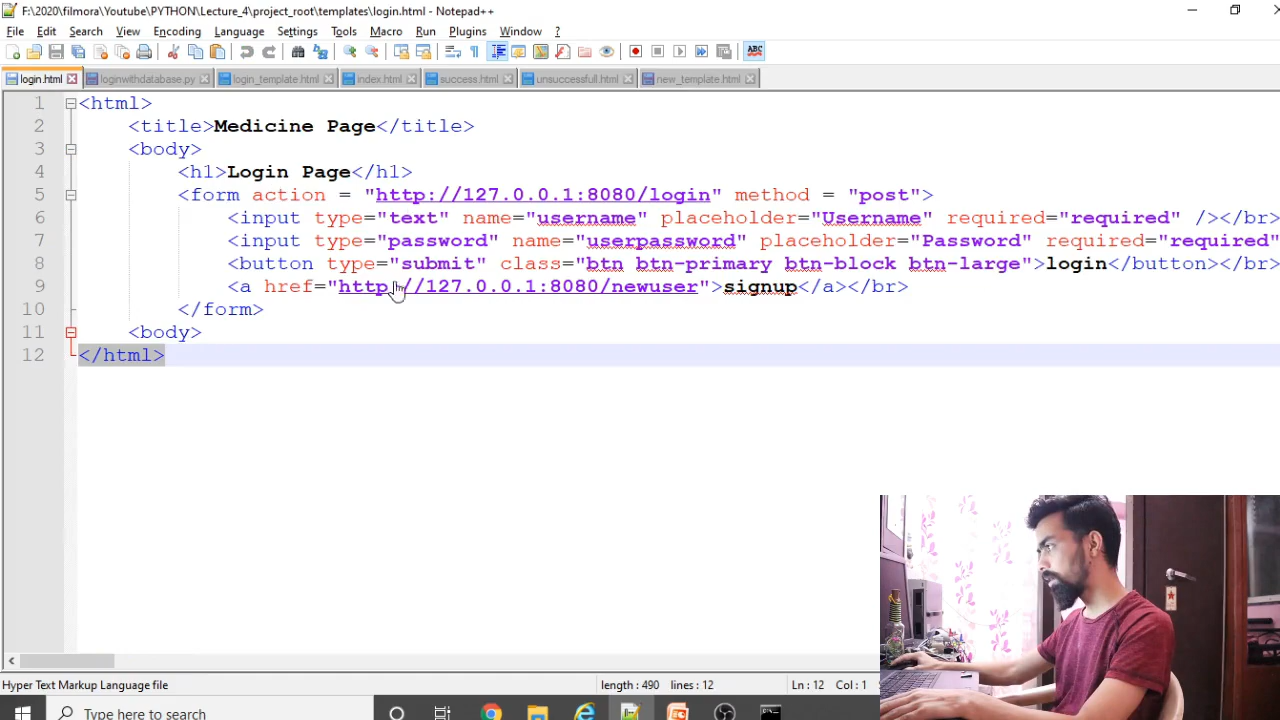 F:\2020\filmora\Youtube\PYTHON\Lecture_4\project_root\templates\login.html - Notepad++
File Edit Search View Encoding Language Settings Tools Macro Run Plugins Window ?
login.html loginwithdatabase.py login_template.html index.html success.html unsuccessfull.html new_template.html
1 <html>
2 <title>Medicine Page</title>
3 <body>
4 <h1>Login Page</h1>
5 <form action = "http://127.0.0.1:8080/login" method = "post">
6 <input type="text" name="username" placeholder="Username" required="required" /></br>
7 <input type="password" name="userpassword" placeholder="Password" required="required"
8 <button type="submit" class="btn btn-primary btn-block btn-large">login</button></br>
9 <a href="http://127.0.0.1:8080/newuser">signup</a></br>
10 </form>
11 <body>
12 </html>
Hyper Text Markup Language file length : 490 lines : 12 Ln : 12 Col : 1
Type here to search